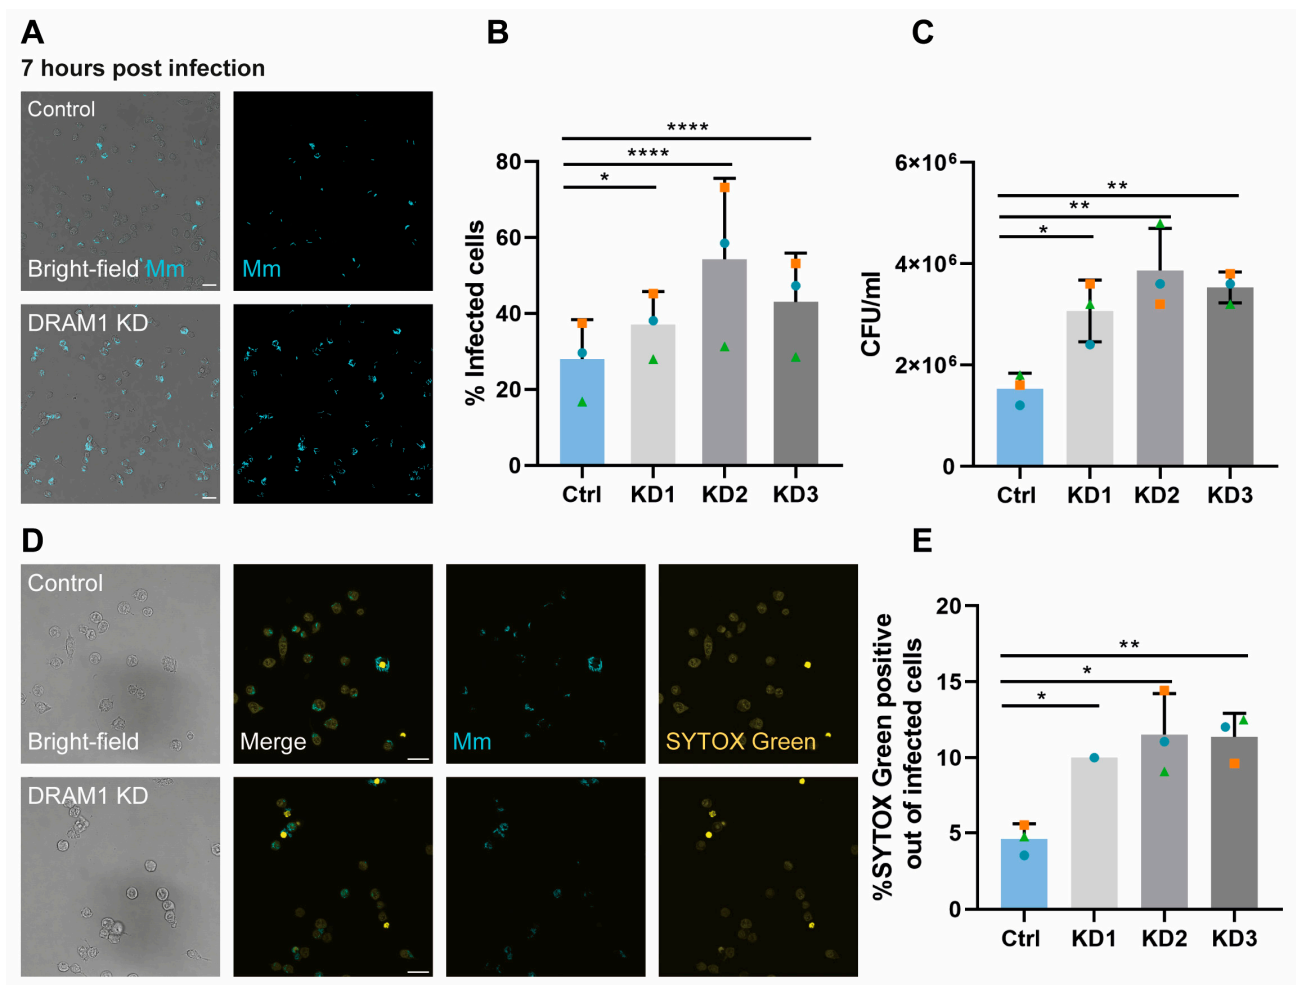 A
7 hours post infection
Control
Bright-field Mm
Mm
DRAM1 KD
B
****
****
*
% Infected cells
80
60
40
20
0
Ctrl KD1 KD2 KD3
C
**
**
*
CFU/ml
6×10⁶
4×10⁶
2×10⁶
0
Ctrl KD1 KD2 KD3
D
Control
Bright-field
Merge
Mm
SYTOX Green
DRAM1 KD
E
**
*
*
%SYTOX Green positive
out of infected cells
20
15
10
5
0
Ctrl KD1 KD2 KD3